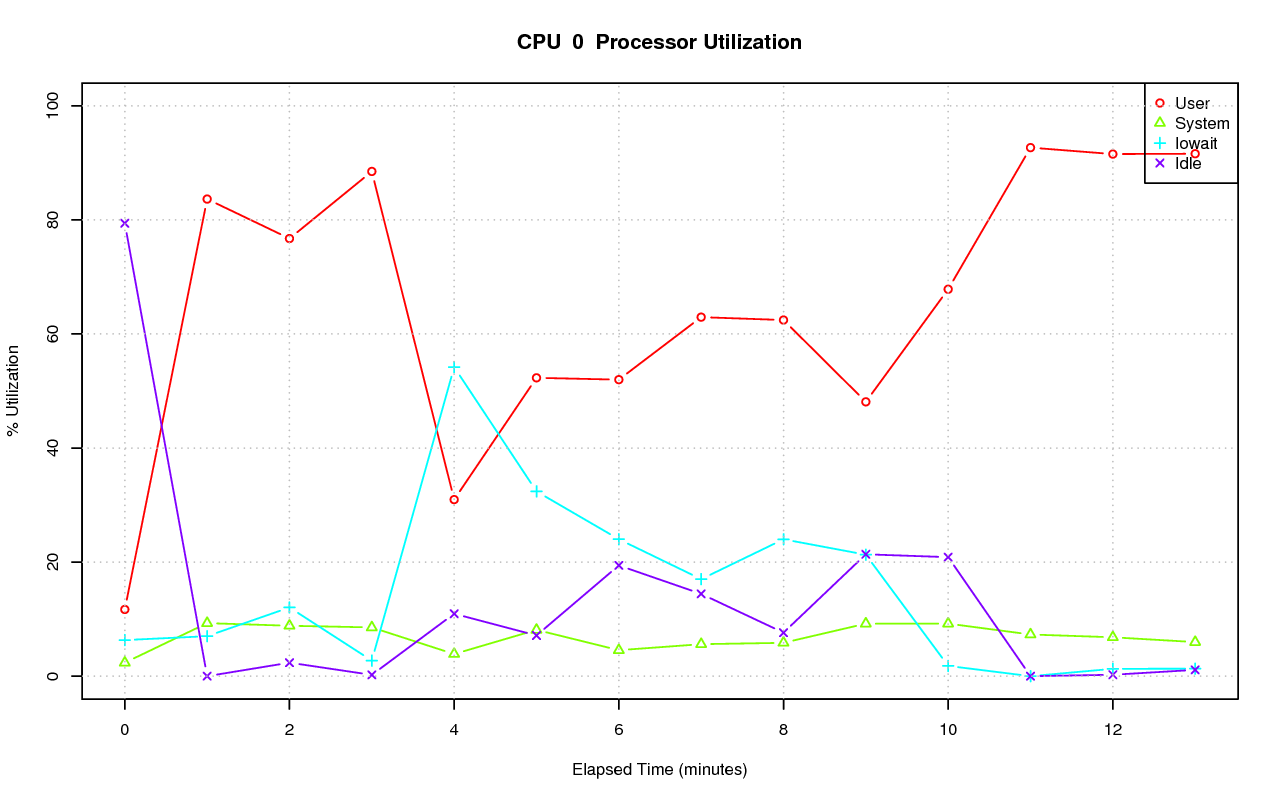 CPU  0  Processor Utilization
100
80
60
40
20
0
% Utilization
User
System
Iowait
Idle
0 2 4 6 8 10 12
Elapsed Time (minutes)